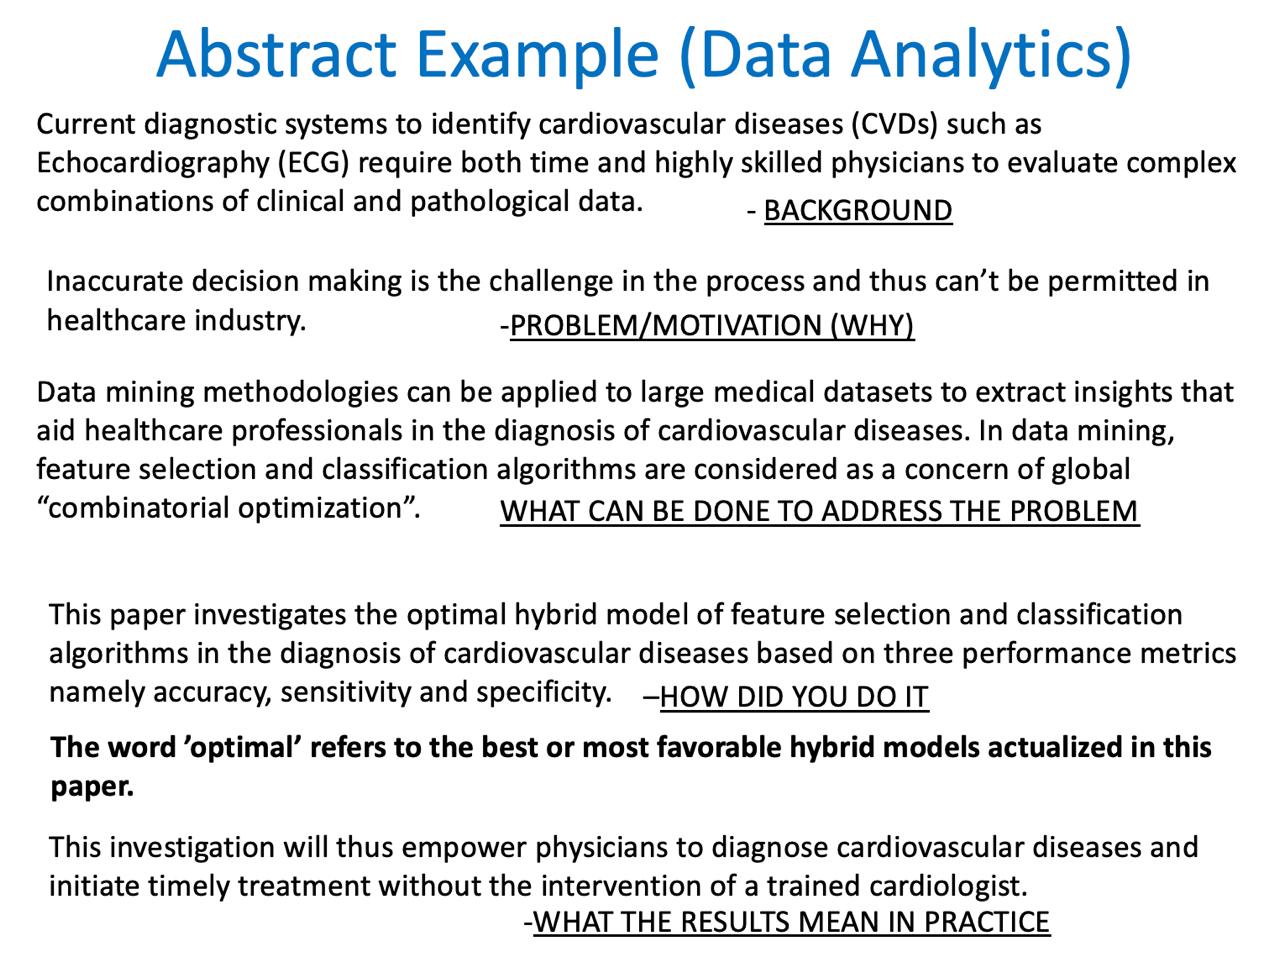 Abstract Example (Data Analytics)
Current diagnostic systems to identify cardiovascular diseases (CVDs) such as
Echocardiography (ECG) require both time and highly skilled physicians to evaluate complex
combinations of clinical and pathological data.
- BACKGROUND
Inaccurate decision making is the challenge in the process and thus can’t be permitted in
healthcare industry.
-PROBLEM/MOTIVATION (WHY)
Data mining methodologies can be applied to large medical datasets to extract insights that
aid healthcare professionals in the diagnosis of cardiovascular diseases. In data mining,
feature selection and classification algorithms are considered as a concern of global
“combinatorial optimization”.
WHAT CAN BE DONE TO ADDRESS THE PROBLEM
This paper investigates the optimal hybrid model of feature selection and classification
algorithms in the diagnosis of cardiovascular diseases based on three performance metrics
namely accuracy, sensitivity and specificity.
–HOW DID YOU DO IT
The word ’optimal’ refers to the best or most favorable hybrid models actualized in this
paper.
This investigation will thus empower physicians to diagnose cardiovascular diseases and
initiate timely treatment without the intervention of a trained cardiologist.
-WHAT THE RESULTS MEAN IN PRACTICE